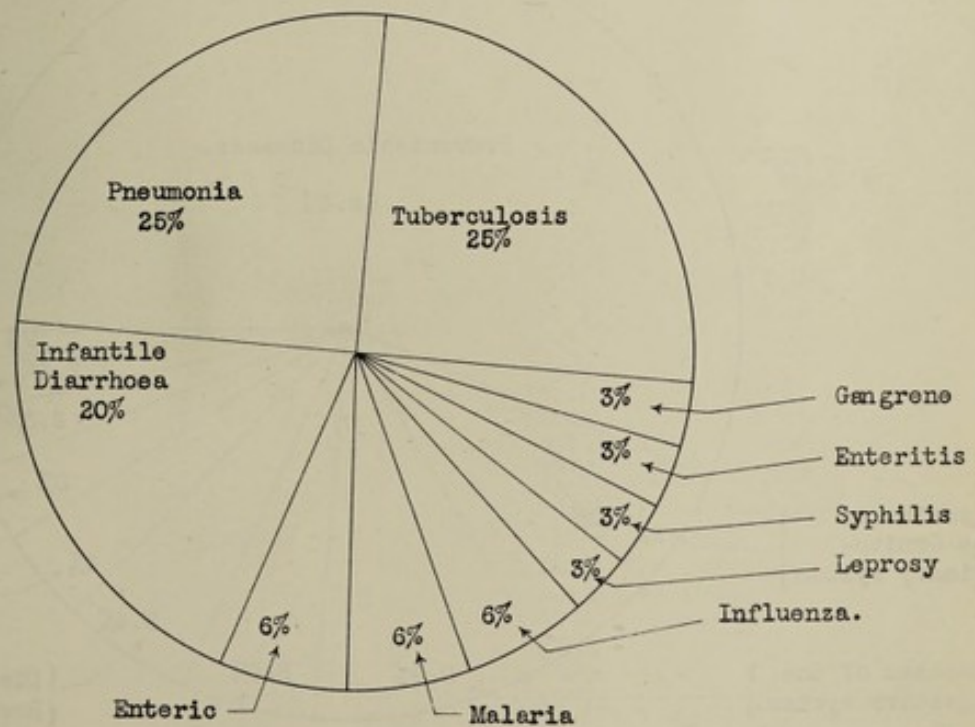 Pneumonia
25%
Tuberculosis
25%
Infantile
Diarrhoea
20%
3%
Gangrene
3%
Enteritis
3%
Syphilis
3%
Leprosy
6%
Influenza.
6%
Malaria
6%
Enteric